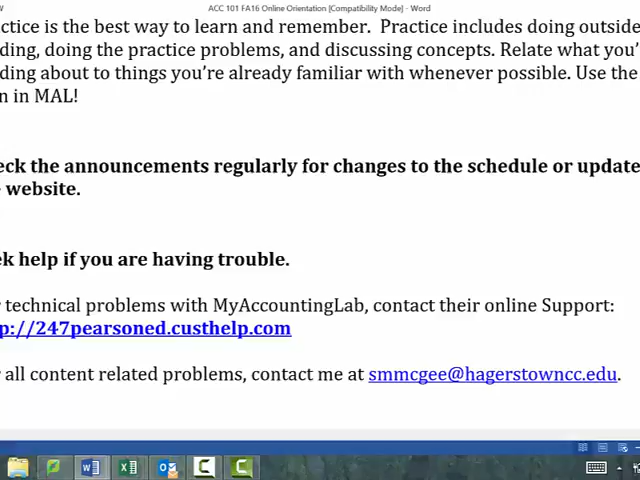 ACC 101 FA16 Online Orientation [Compatibility Mode] - Word
ctice is the best way to learn and remember. Practice includes doing outside
ding, doing the practice problems, and discussing concepts. Relate what you'
ding about to things you're already familiar with whenever possible. Use the
n in MAL!
eck the announcements regularly for changes to the schedule or update
website.
ek help if you are having trouble.
r technical problems with MyAccountingLab, contact their online Support:
p://247pearsoned.custhelp.com
r all content related problems, contact me at smmcgee@hagerstowncc.edu.